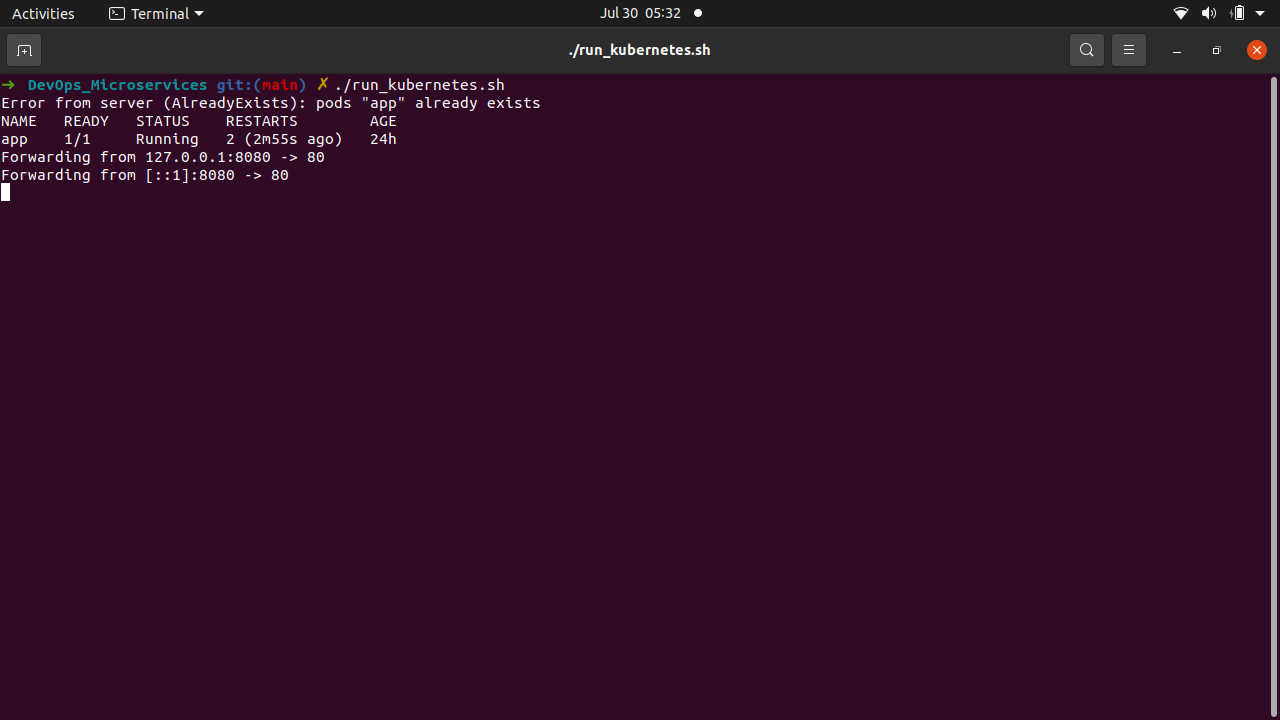 Activities Terminal Jul 30 05:32
./run_kubernetes.sh
➜ DevOps_Microservices git:(main) ✗ ./run_kubernetes.sh
Error from server (AlreadyExists): pods "app" already exists
NAME READY STATUS RESTARTS AGE
app 1/1 Running 2 (2m55s ago) 24h
Forwarding from 127.0.0.1:8080 -> 80
Forwarding from [::1]:8080 -> 80